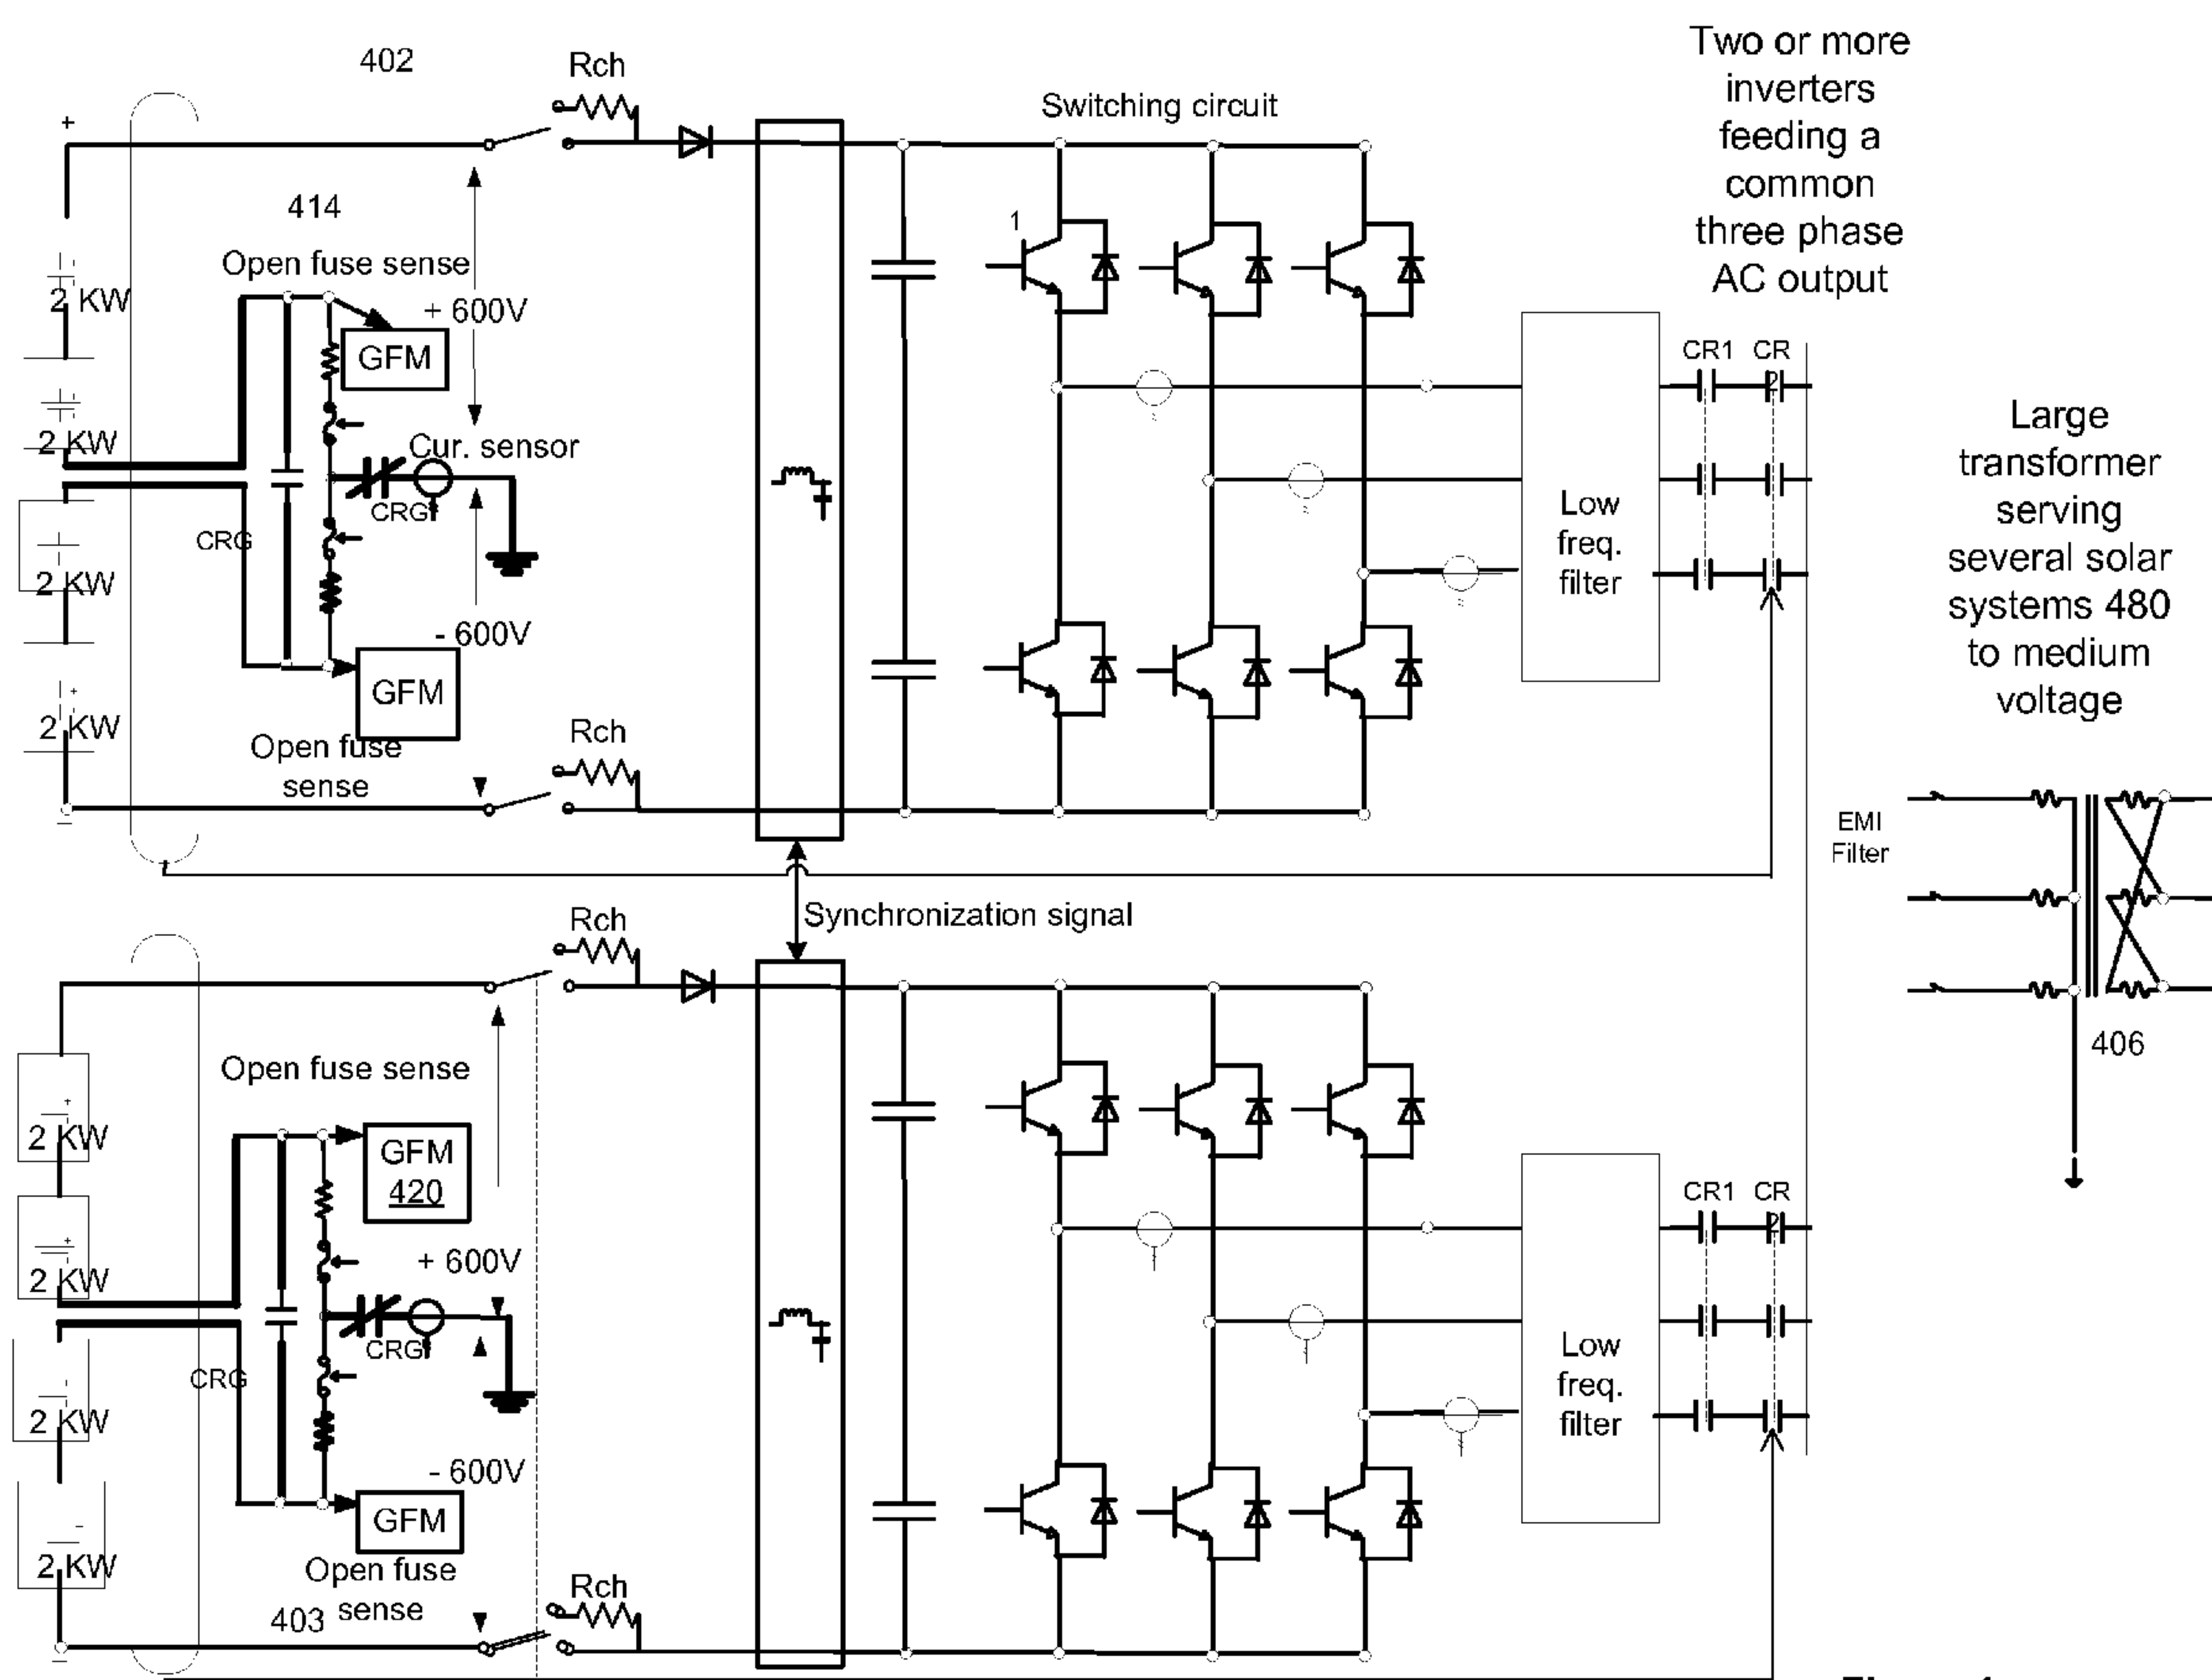 402
Rch
Switching circuit
Two or more
inverters
feeding a
common
three phase
AC output
+
414
Open fuse sense
1
2 KW
+ 600V
GFM
CR1 CR
2
2 KW
Cur. sensor
CRG
CRG
2 KW
Low
freq.
filter
Large
transformer
serving
several solar
systems 480
to medium
voltage
- 600V
GFM
+
2 KW
Open fuse
sense
Rch
–
EMI
Filter
Synchronization signal
Rch
406
Open fuse sense
+
2 KW
GFM
420
CR1 CR
2
+
2 KW
+ 600V
CRG
CRG
2 KW
Low
freq.
filter
- 600V
GFM
-
2 KW
Open fuse
sense
Rch
403
–